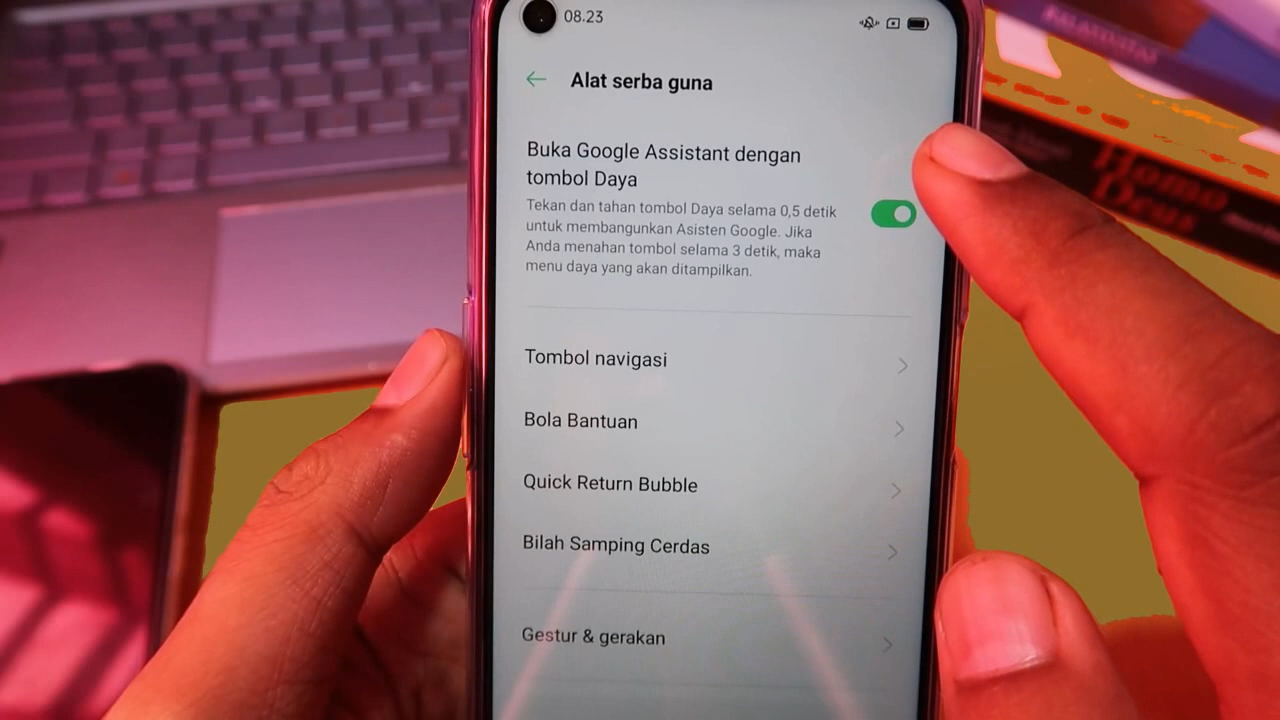 08.23
Alat serba guna
Buka Google Assistant dengan
tombol Daya
Tekan dan tahan tombol Daya selama 0,5 detik
untuk membangunkan Asisten Google. Jika
Anda menahan tombol selama 3 detik, maka
menu daya yang akan ditampilkan.
Tombol navigasi
Bola Bantuan
Quick Return Bubble
Bilah Samping Cerdas
Gestur & gerakan
Homo
Deus